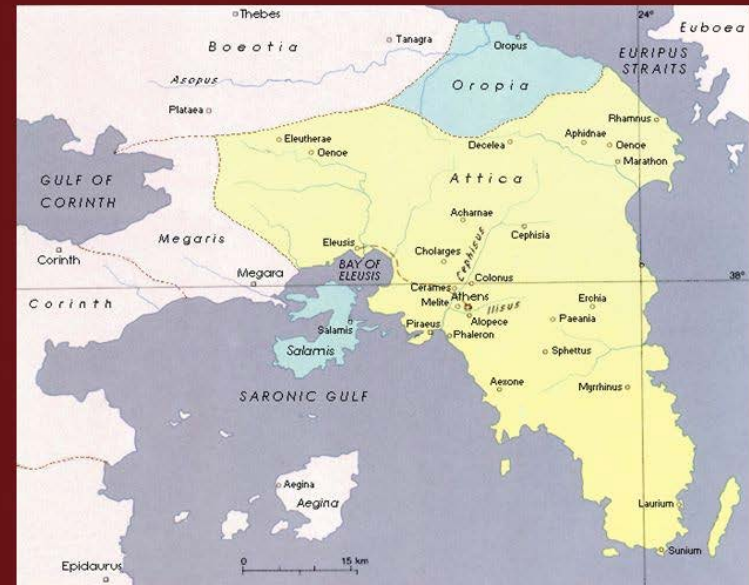 Thebes
24°
Euboea
Boeotia
Tanagra
Oropus
EURIPUS
STRAITS
Asopus
Oropia
Plataea
Rhamnus
Eleutherae
Oenoe
Decelea
Aphidnae
Oenoe
Marathon
GULF OF
CORINTH
Attica
Acharnae
Cephisia
Megaris
Eleusis
Cholarges
Cephisus
Corinth
BAY OF
ELEUSIS
Megara
Colonus
38°
Cerames
Corinth
Athens
Melite
Ilisus
Erchia
Salamis
Piraeus
Alopece
Paeania
Phaleron
Salamis
Sphettus
SARONIC GULF
Aexone
Myrrhinus
Aegina
Aegina
Laurium
Sunium
0
15 km
Epidaurus